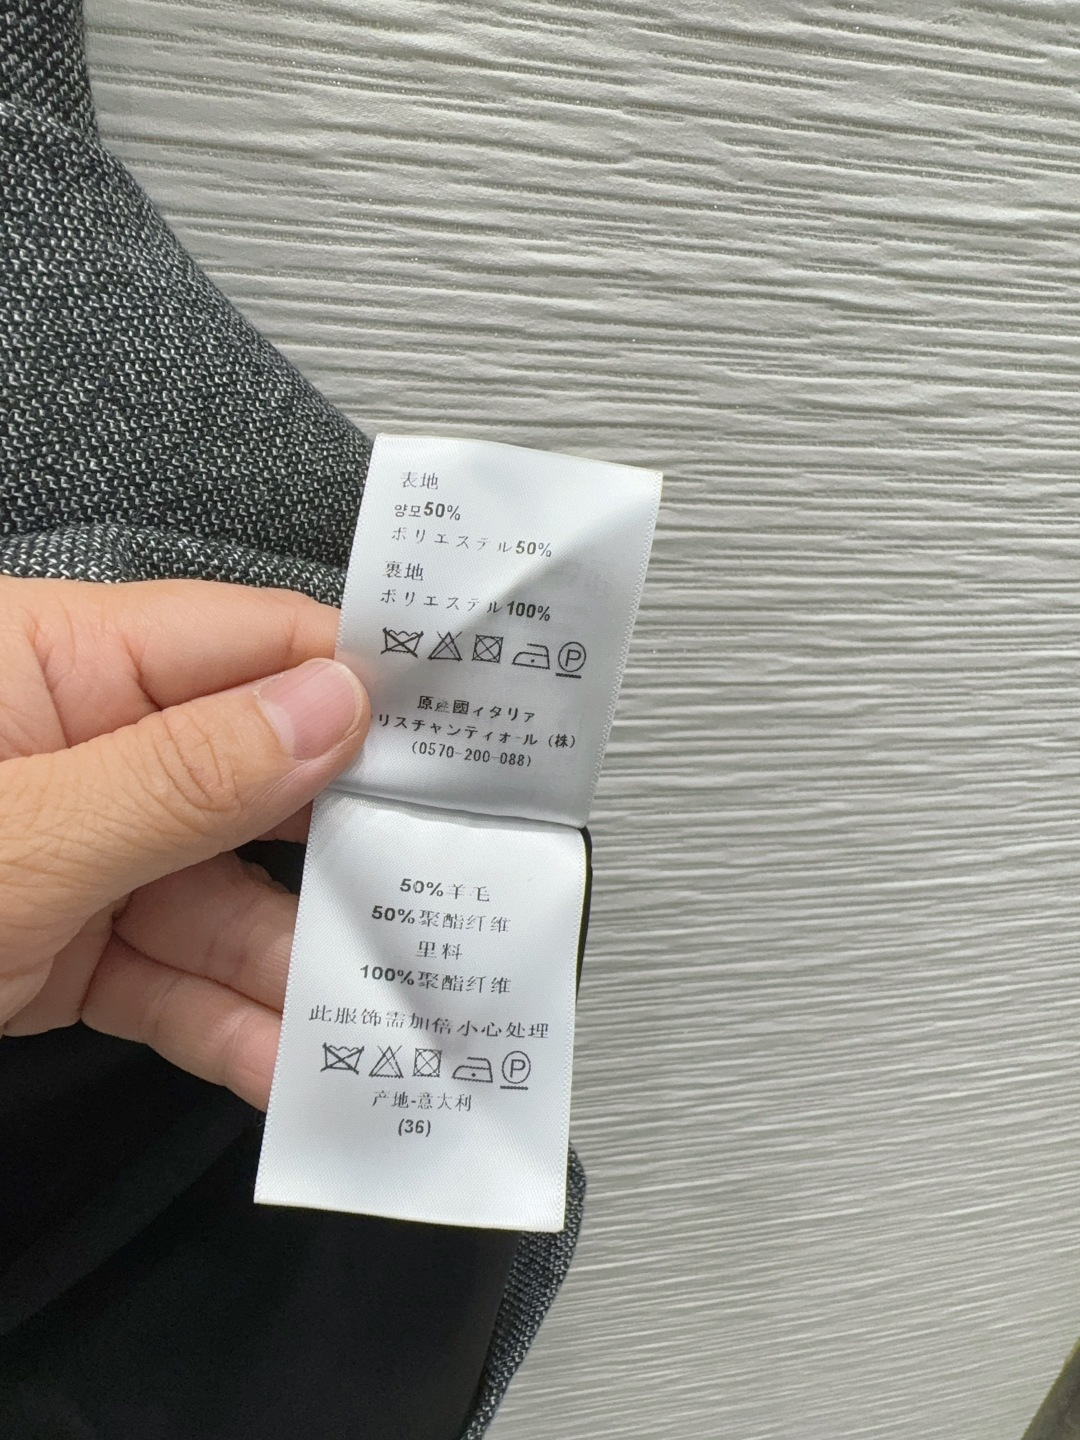 表地
양모50%
ポリエステル50%
裏地
ポリエステル100%
P
原産國ィタリア
リスチャンティオール（株）
(0570-200-088)
50%羊毛
50%聚酯纤维
里料
100%聚酯纤维
此服饰需加倍小心处理
P
产地-意大利
(36)